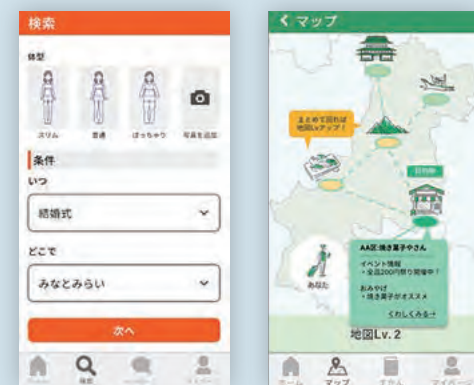 検索
体型
スリム
普通
ぽっちゃり
写真を追加
条件
いつ
結婚式
どこで
みなとみらい
次へ
検索
マップ
まとめて回れば
地図Lvアップ！
目的地
あなた
AA区:焼き菓子やさん
イベント情報
・全品200円祭り開催中！
おみやげ
・焼き菓子がオススメ
くわしくみる→
地図Lv.2
ホーム
マップ
マイページ